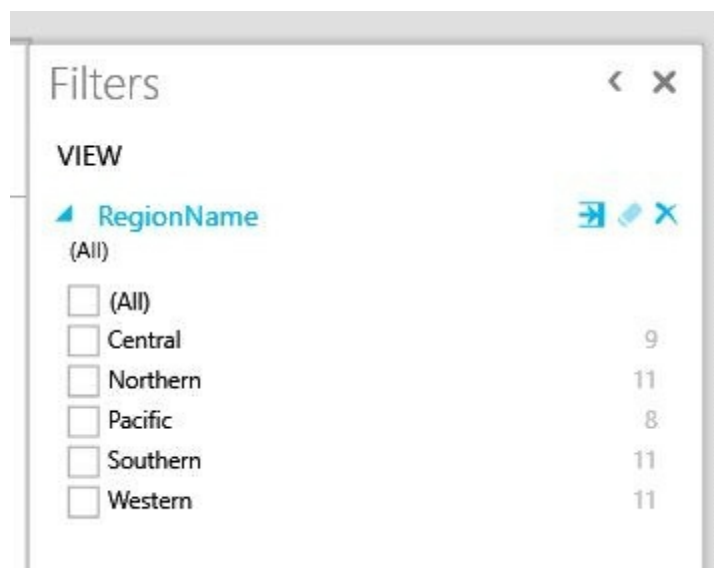 Filters
VIEW
RegionName
(All)
(All)
Central 9
Northern 11
Pacific 8
Southern 11
Western 11